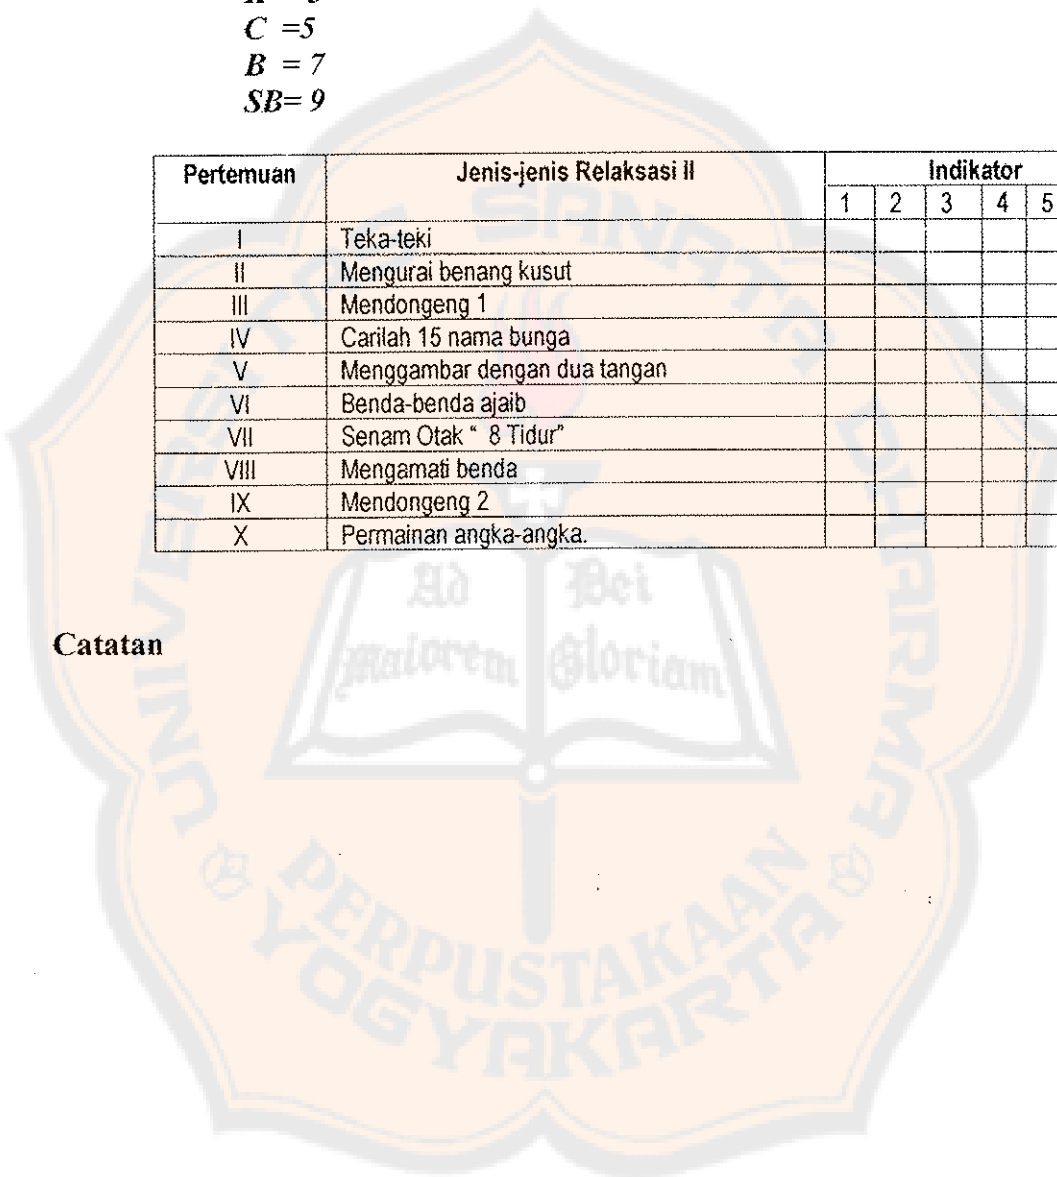 C =5
B = 7
SB= 9
Pertemuan Jenis-jenis Relaksasi II Indikator
1 2 3 4 5
I Teka-teki
II Mengurai benang kusut
III Mendongeng 1
IV Carilah 15 nama bunga
V Menggambar dengan dua tangan
VI Benda-benda ajaib
VII Senam Otak “ 8 Tidur”
VIII Mengamati benda
IX Mendongeng 2
X Permainan angka-angka.
Catatan
UNIVERSITAS SANATA DHARMA
Ad Dei
maiorem Gloriam
PERPUSTAKAAN
YOGYAKARTA